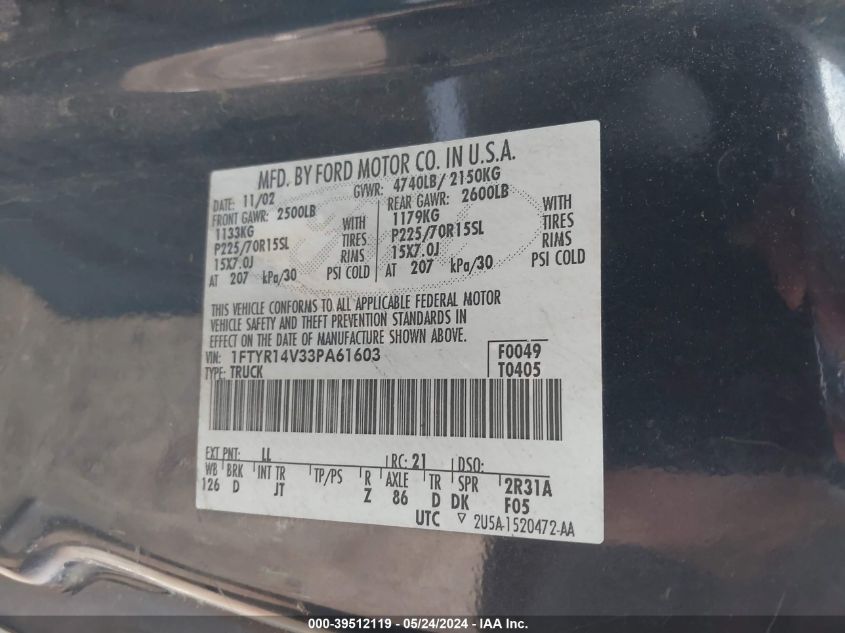 MFD. BY FORD MOTOR CO. IN U.S.A.
DATE: 11/02 GVWR: 4740LB/ 2150KG
FRONT GAWR: 2500LB REAR GAWR: 2600LB
1133KG WITH 1179KG WITH
P225/70R15SL TIRES P225/70R15SL TIRES
15X7.0J RIMS 15X7.0J RIMS
AT 207 kPa/30 PSI COLD AT 207 kPa/30 PSI COLD
THIS VEHICLE CONFORMS TO ALL APPLICABLE FEDERAL MOTOR
VEHICLE SAFETY AND THEFT PREVENTION STANDARDS IN
EFFECT ON THE DATE OF MANUFACTURE SHOWN ABOVE.
VIN: 1FTYR14V33PA61603 F0049
TYPE: TRUCK T0405
EXT PNT: LL RC: 21 DSO:
WB BRK INT TR TP/PS R AXLE TR SPR 2R31A
126 D JT Z 86 D DK F05
UTC ▽ 2U5A-1520472-AA
000-39512119 - 05/24/2024 - IAA Inc.